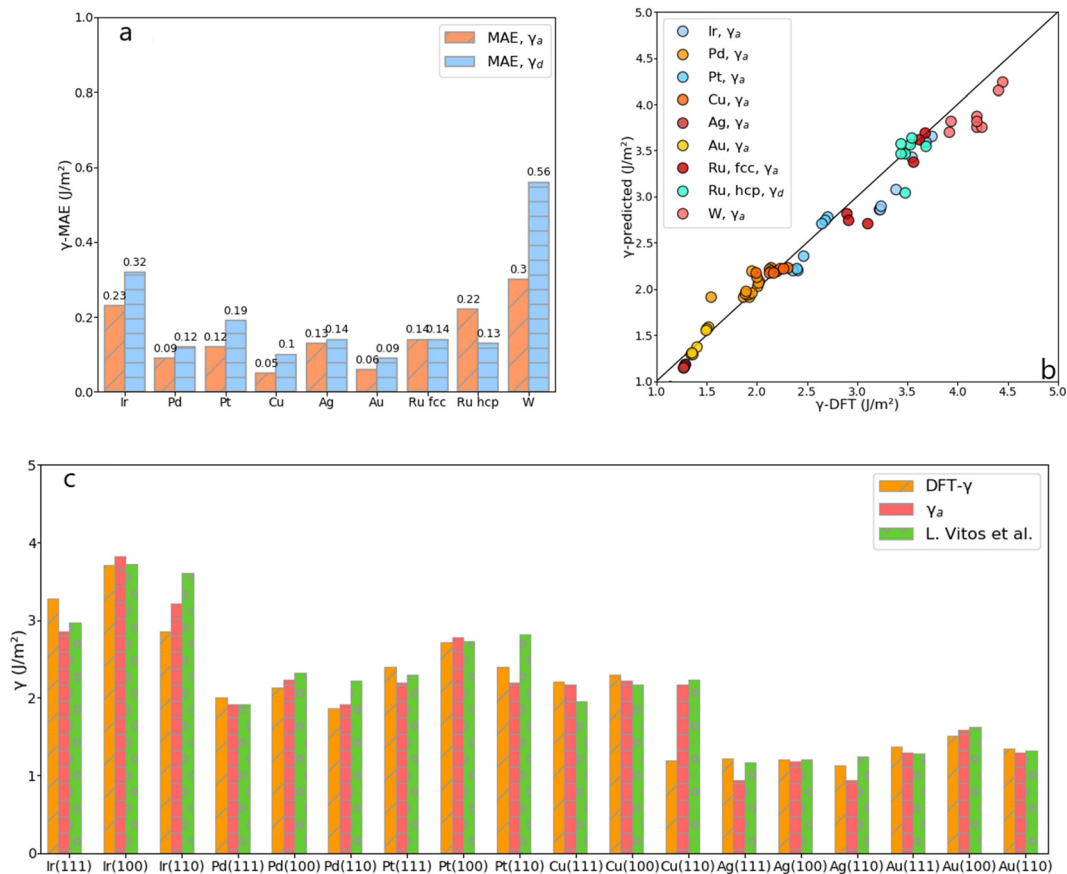 a
1.0
0.8
0.6
0.4
0.2
0.0
γ-MAE (J/m²)
MAE, γa
MAE, γd
0.23
0.32
0.09
0.12
0.12
0.19
0.05
0.1
0.13
0.14
0.06
0.09
0.14
0.14
0.22
0.13
0.3
0.56
Ir Pd Pt Cu Ag Au Ru fcc Ru hcp W
5.0
4.5
4.0
3.5
3.0
2.5
2.0
1.5
1.0
γ-predicted (J/m²)
Ir, γa
Pd, γa
Pt, γa
Cu, γa
Ag, γa
Au, γa
Ru, fcc, γa
Ru, hcp, γd
W, γa
b
1.0 1.5 2.0 2.5 3.0 3.5 4.0 4.5 5.0
γ-DFT (J/m²)
c
5
4
3
2
1
0
γ (J/m²)
DFT-γ
γa
L. Vitos et al.
Ir(111) Ir(100) Ir(110) Pd(111) Pd(100) Pd(110) Pt(111) Pt(100) Pt(110) Cu(111) Cu(100) Cu(110) Ag(111) Ag(100) Ag(110) Au(111) Au(100) Au(110)